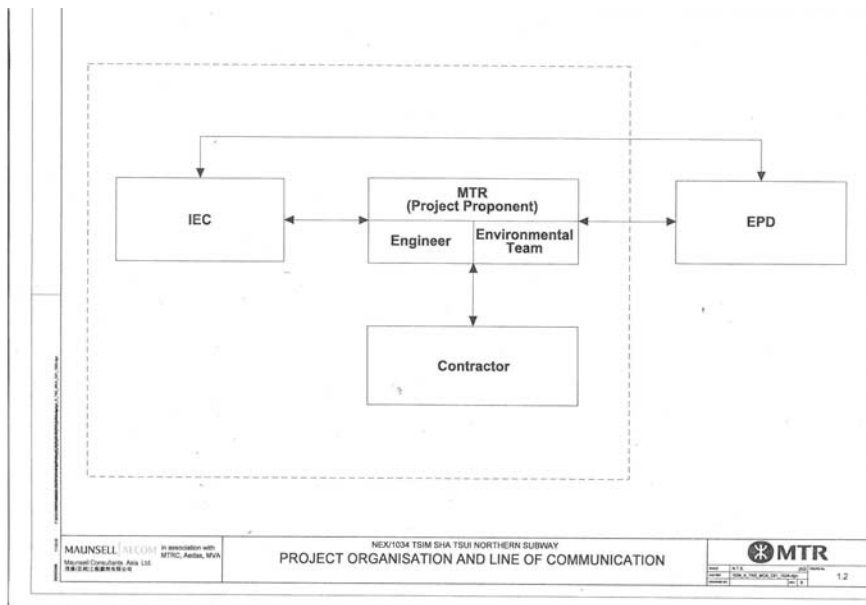 MTR
(Project Proponent)
IEC
Engineer
Environmental
Team
EPD
Contractor
MAUNSELL AECOM
in association with
MTRC, Aedas, MVA
Maunsell Consultants Asia Ltd.
NEX/1034 TSIM SHA TSUI NORTHERN SUBWAY
PROJECT ORGANISATION AND LINE OF COMMUNICATION
MTR
N.T.S.
1.2